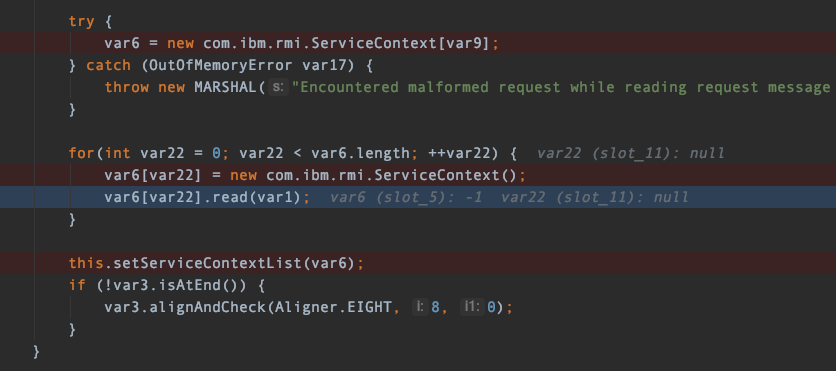 try {
var6 = new com.ibm.rmi.ServiceContext[var9];
} catch (OutOfMemoryError var17) {
throw new MARSHAL( s: "Encountered malformed request while reading request message
}
for(int var22 = 0; var22 < var6.length; ++var22) { var22 (slot_11): null
var6[var22] = new com.ibm.rmi.ServiceContext();
var6[var22].read(var1); var6 (slot_5): -1 var22 (slot_11): null
}
this.setServiceContextList(var6);
if (!var3.isAtEnd()) {
var3.alignAndCheck(Aligner.EIGHT, i: 8, i1: 0);
}
}